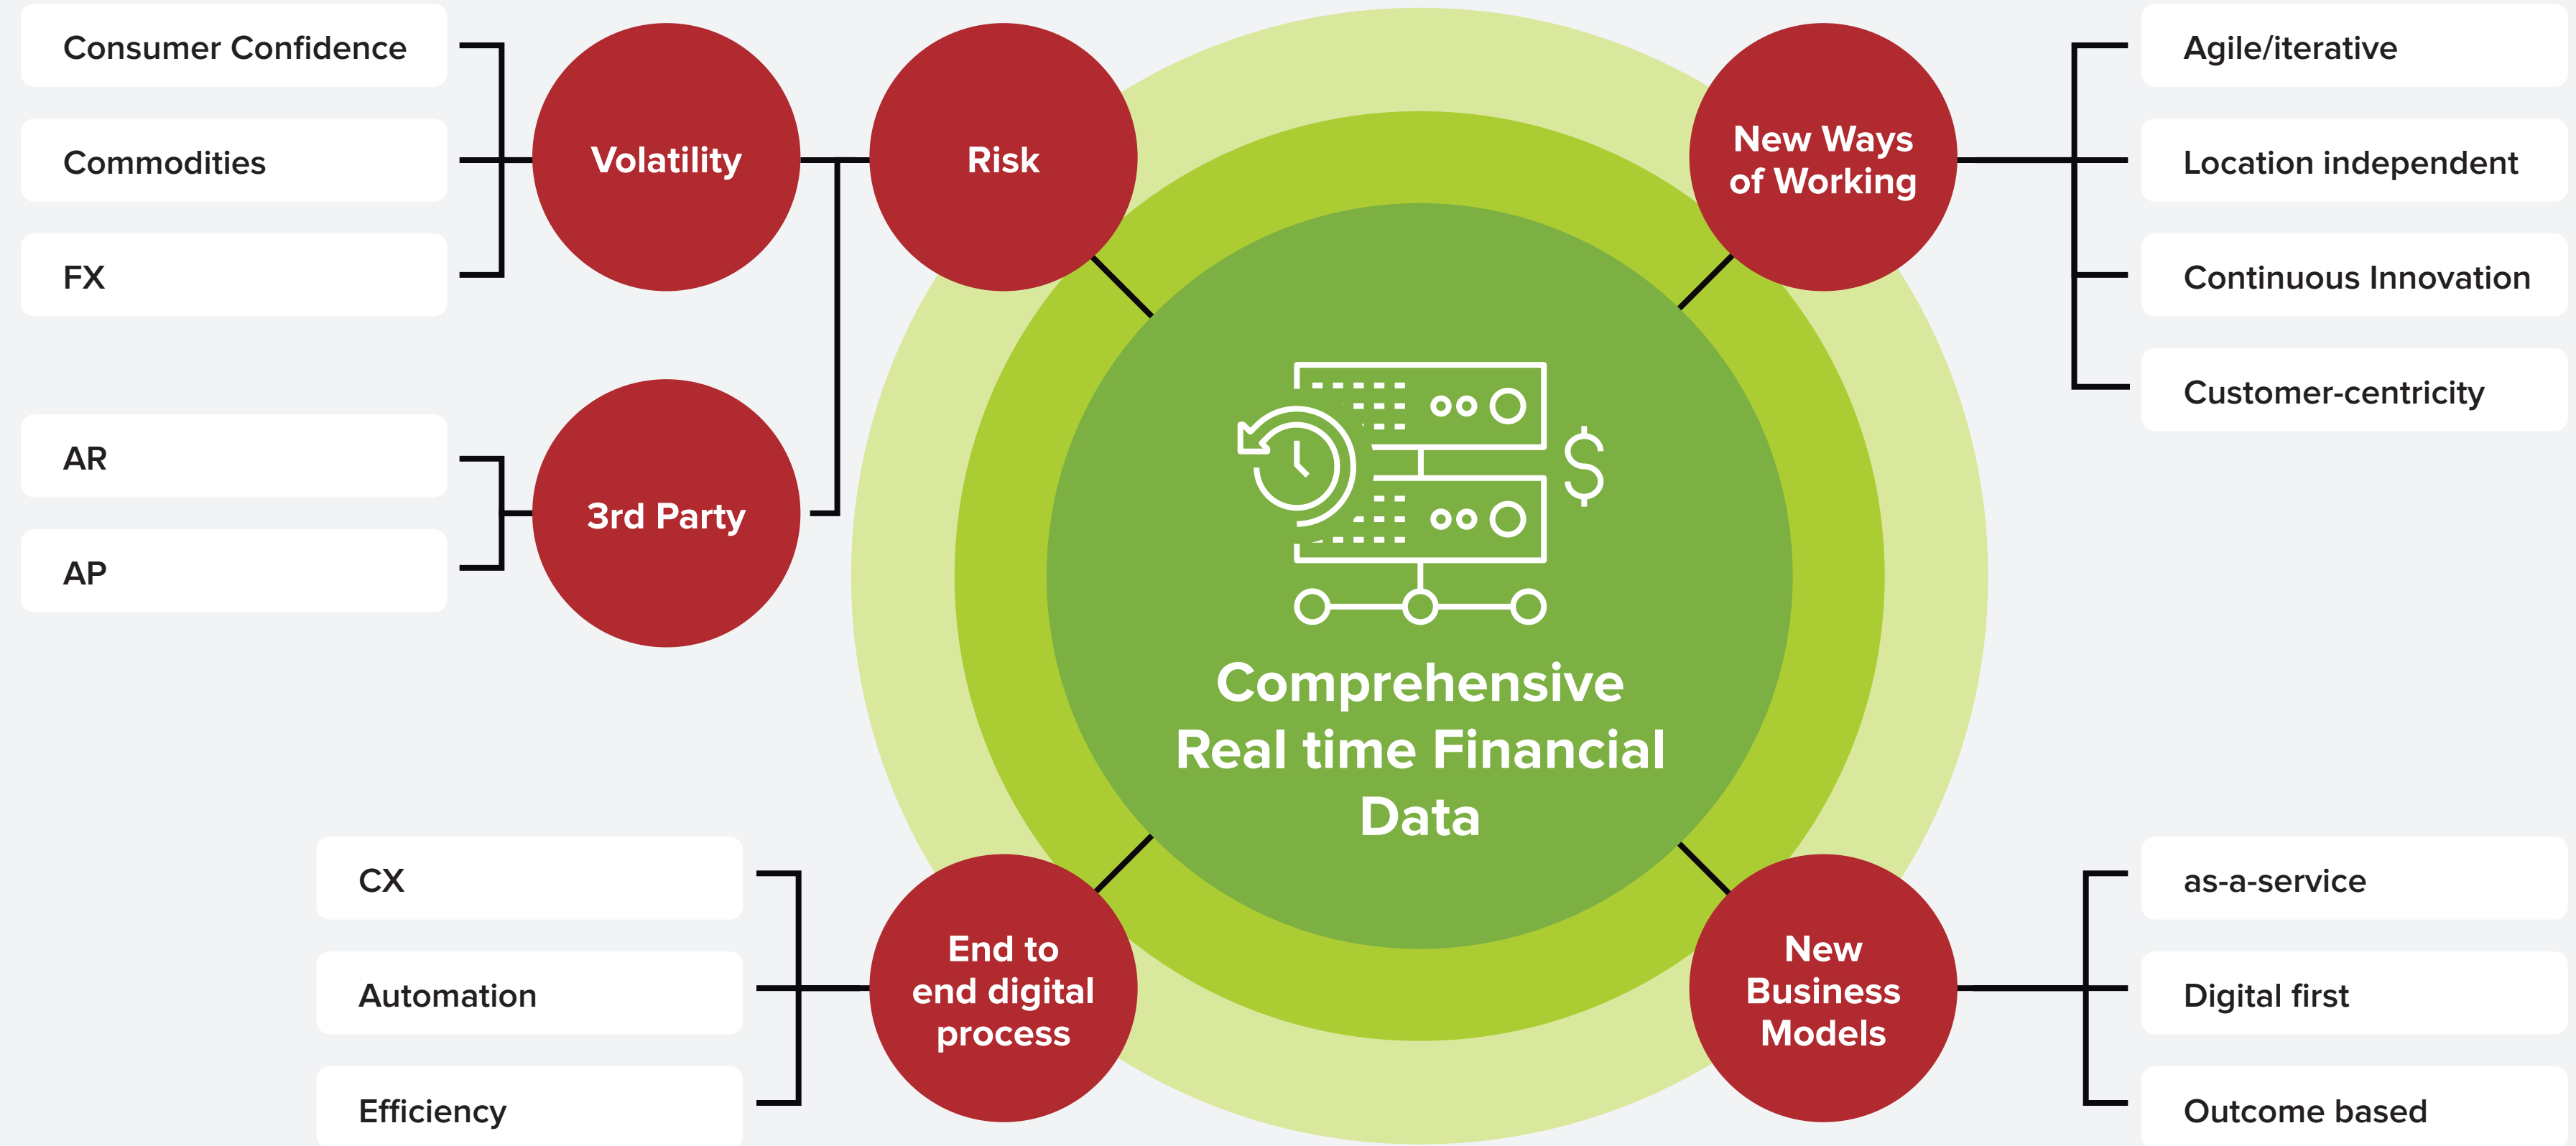 Consumer Confidence
Commodities
FX
Volatility
Risk
AR
AP
3rd Party
New Ways
of Working
Agile/iterative
Location independent
Continuous Innovation
Customer-centricity
$
Comprehensive
Real time Financial
Data
CX
Automation
Efficiency
End to
end digital
process
New
Business
Models
as-a-service
Digital first
Outcome based